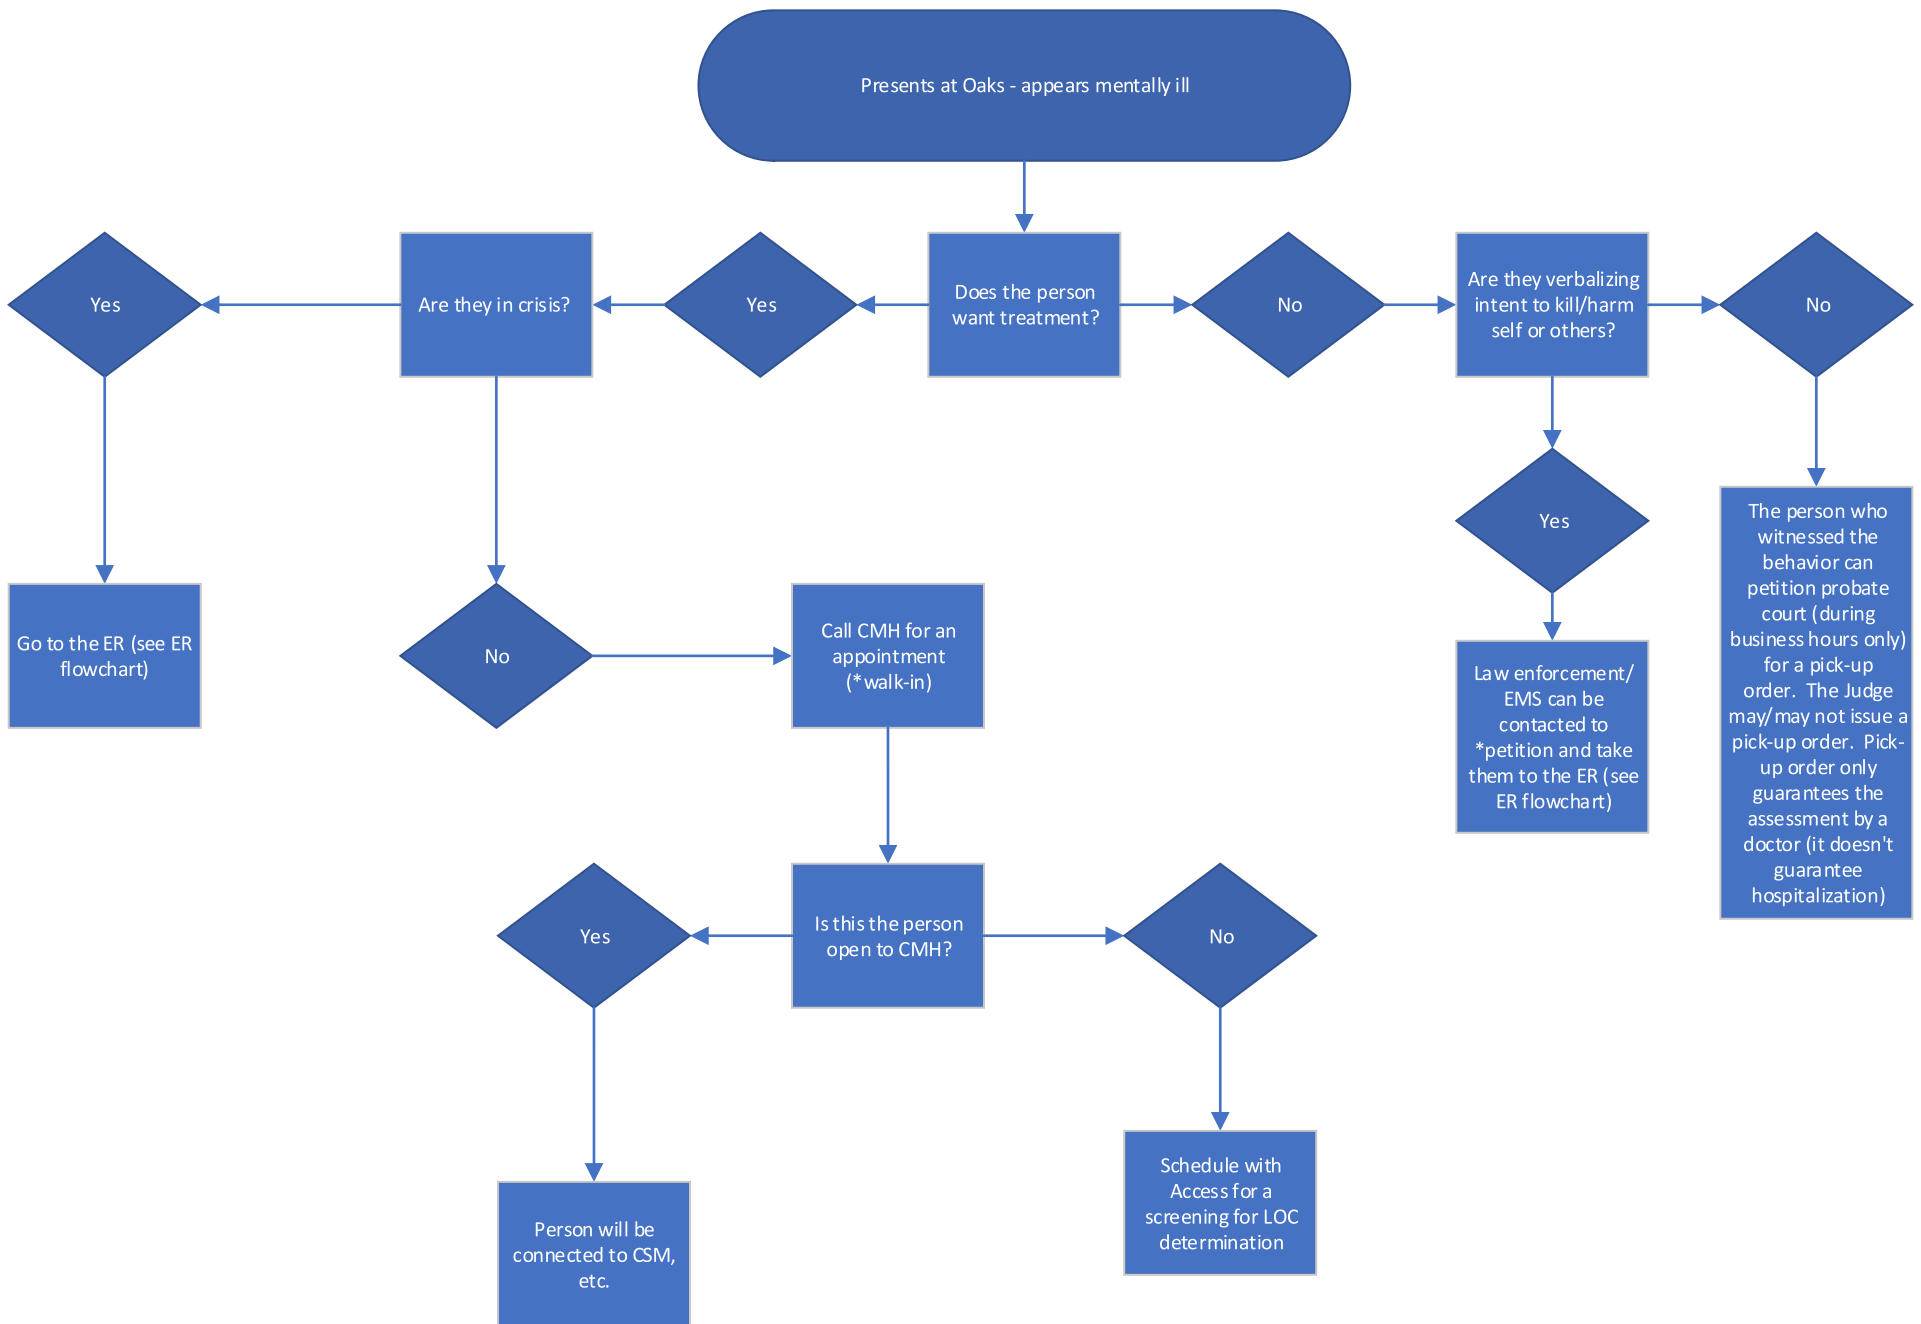 Presents at Oaks - appears mentally ill
Yes
Are they in crisis?
Yes
Does the person
want treatment?
No
Are they verbalizing
intent to kill/harm
self or others?
No
Yes
The person who
witnessed the
behavior can
petition probate
court (during
business hours only)
for a pick-up
order.  The Judge
may/may not issue a
pick-up order.  Pick-
up order only
guarantees the
assessment by a
doctor (it doesn't
guarantee
hospitalization)
Go to the ER (see ER
flowchart)
No
Call CMH for an
appointment
(*walk-in)
Law enforcement/
EMS can be
contacted to
*petition and take
them to the ER (see
ER flowchart)
Yes
Is this the person
open to CMH?
No
Person will be
connected to CSM,
etc.
Schedule with
Access for a
screening for LOC
determination